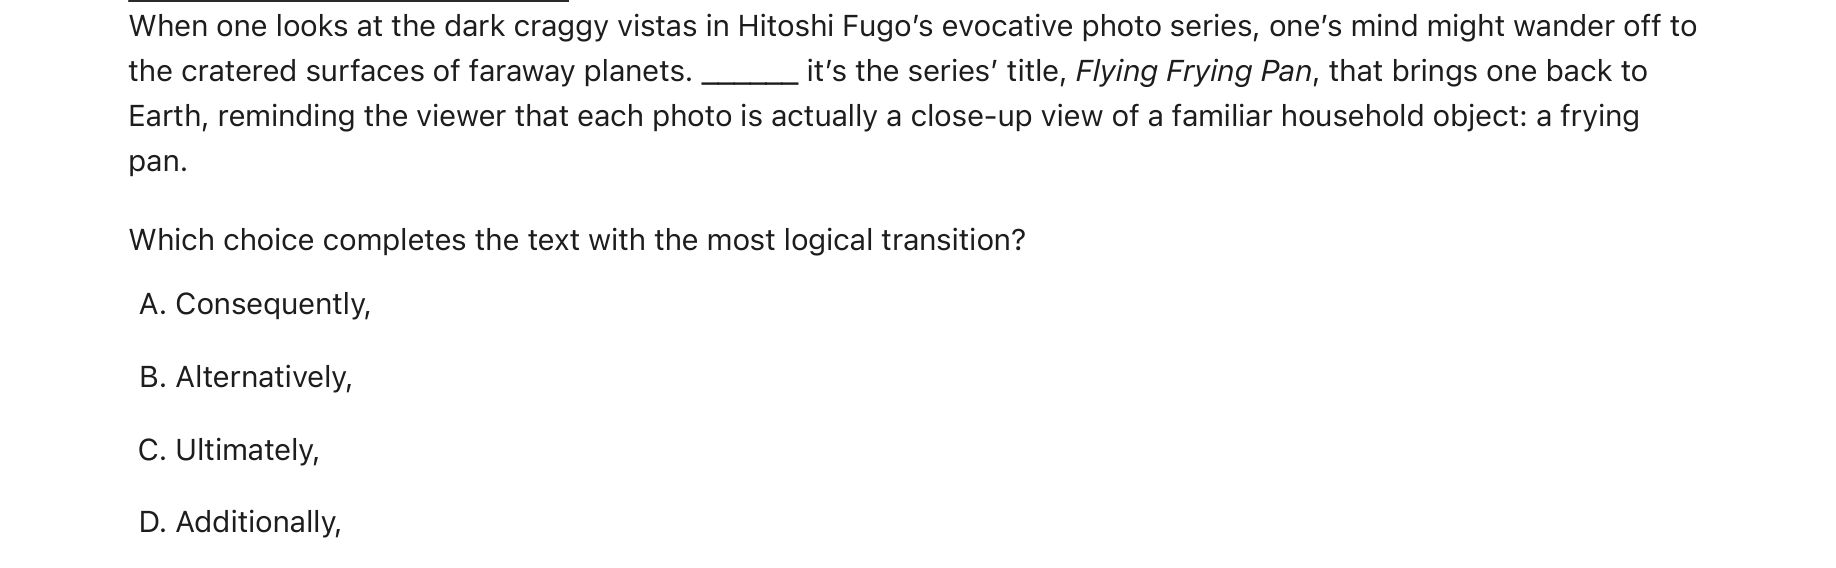 When one looks at the dark craggy vistas in Hitoshi Fugo’s evocative photo series, one’s mind might wander off to
the cratered surfaces of faraway planets. ______ it’s the series’ title, Flying Frying Pan, that brings one back to
Earth, reminding the viewer that each photo is actually a close-up view of a familiar household object: a frying
pan.
Which choice completes the text with the most logical transition?
A. Consequently,
B. Alternatively,
C. Ultimately,
D. Additionally,